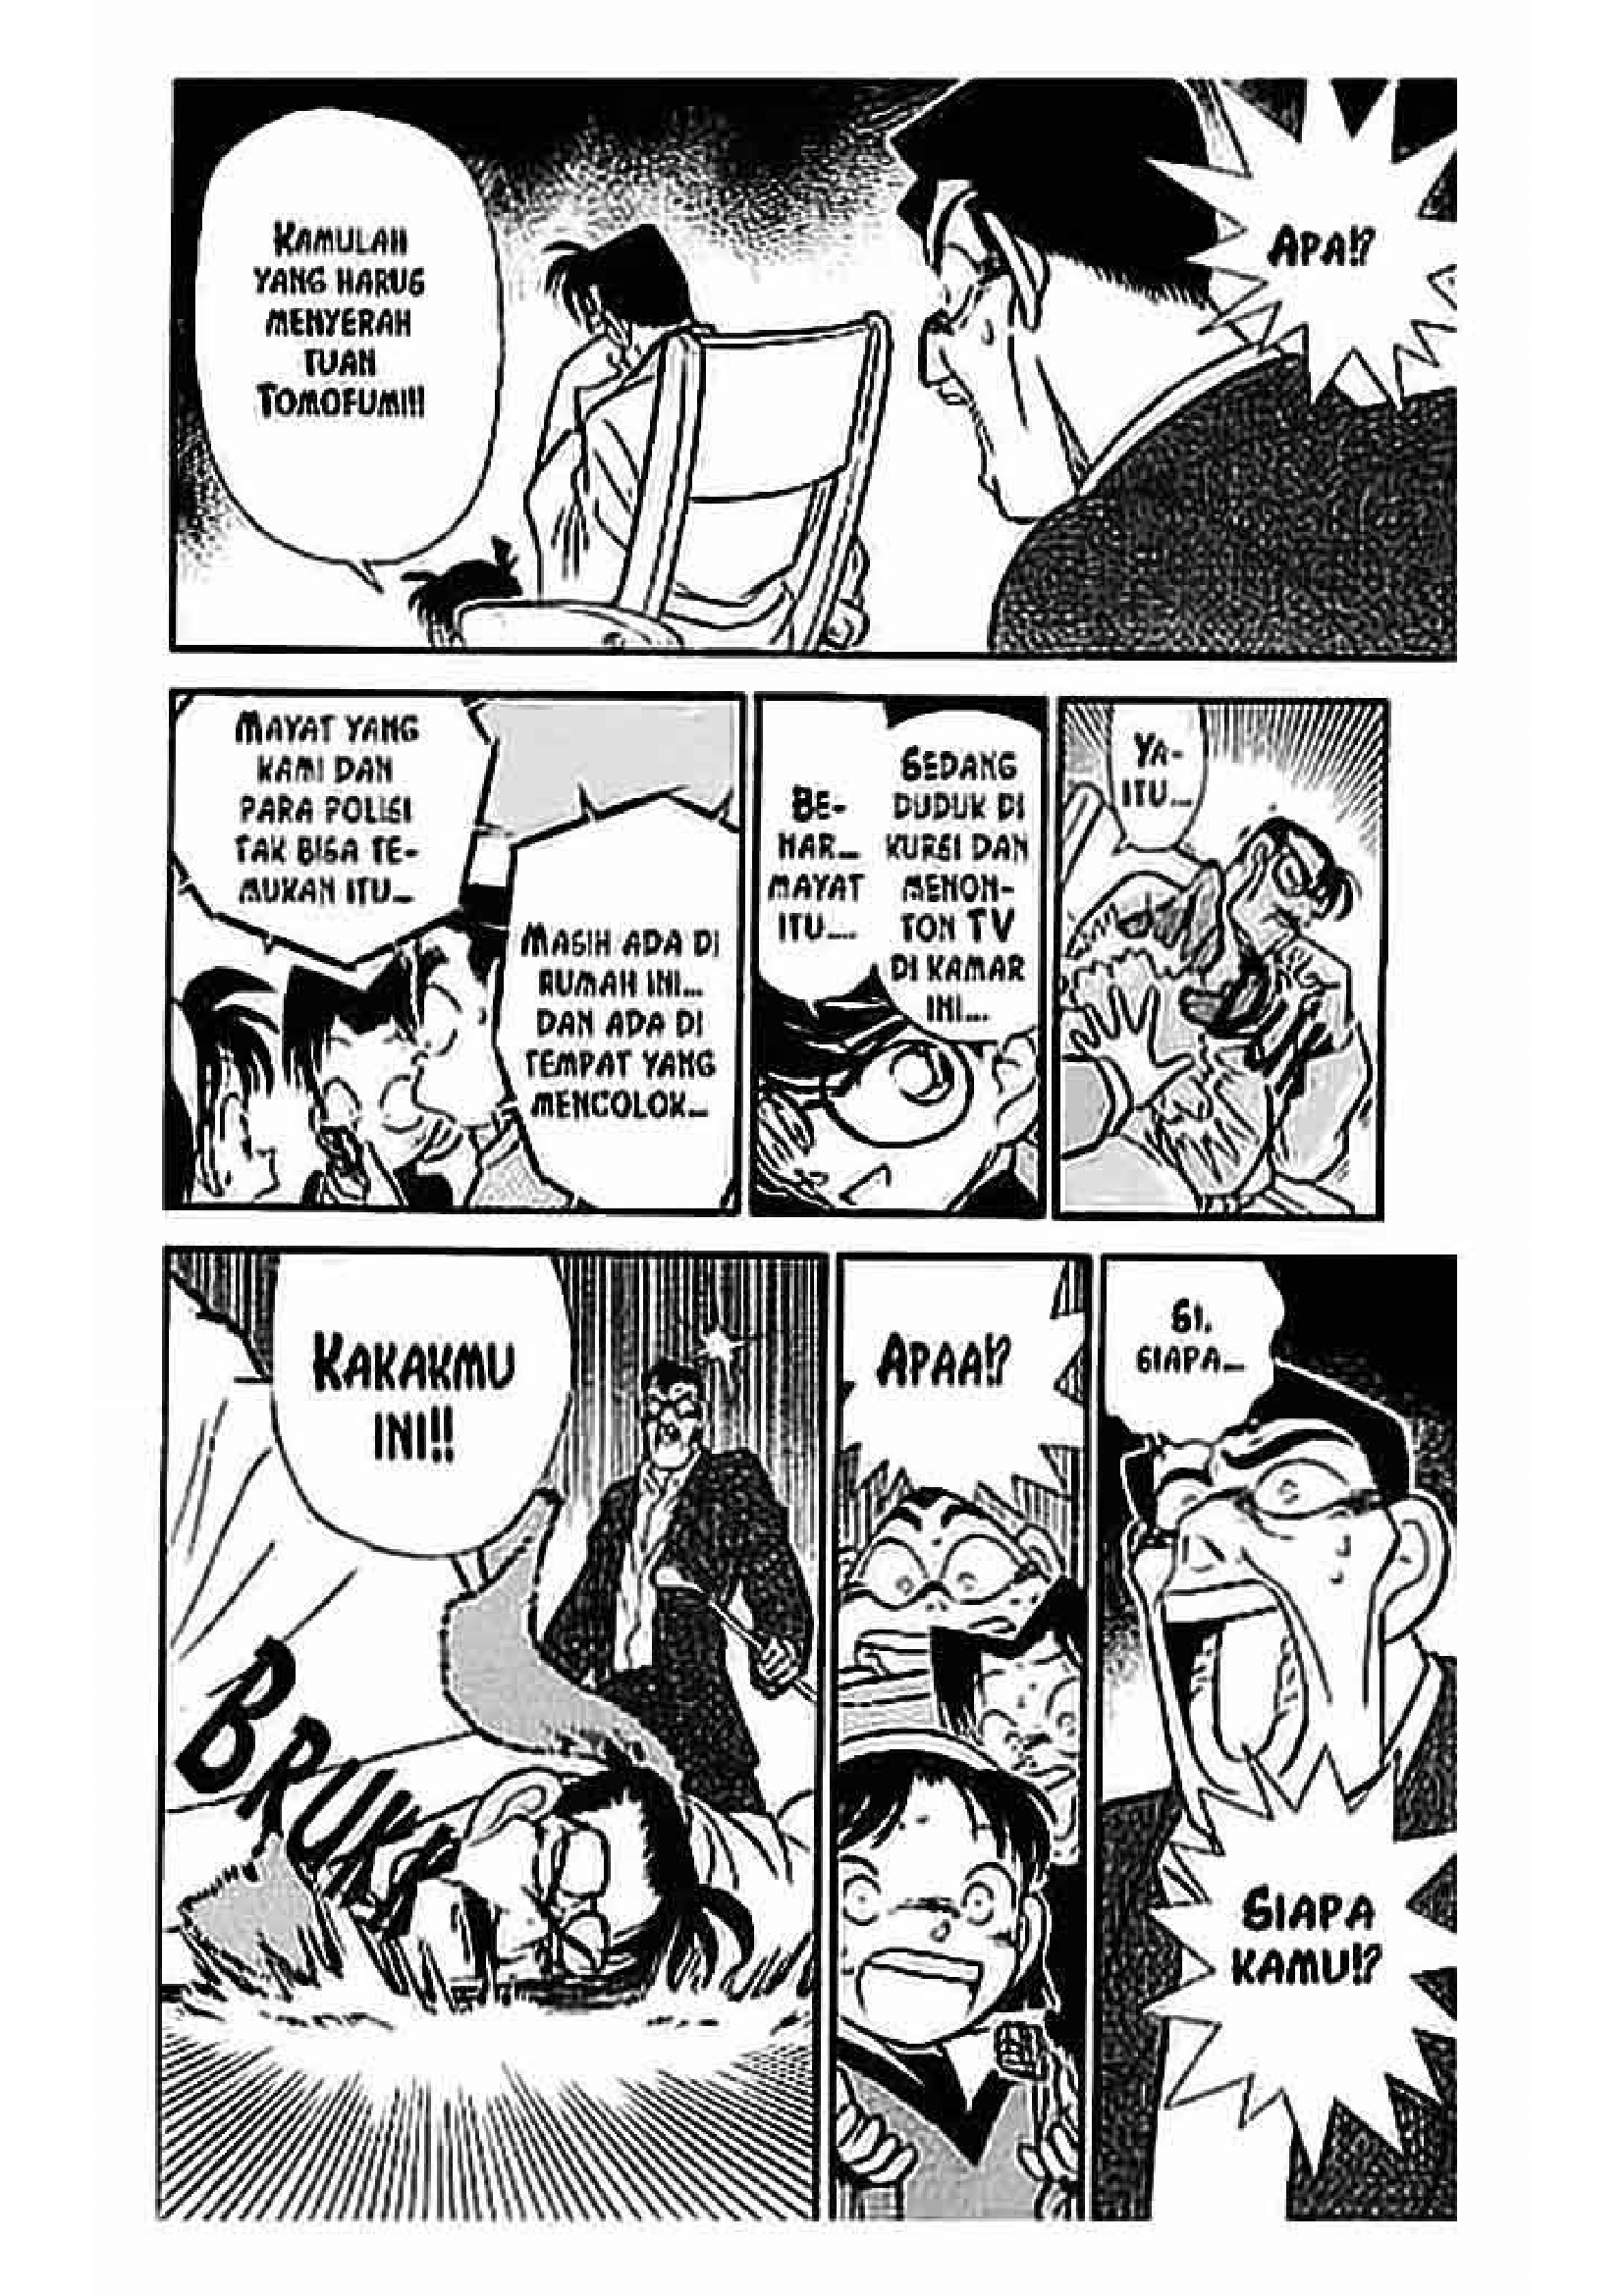 KAMULAH
YANG HARUS
MENYERAH
TUAN
TOMOFUMI!!
APA!?
MAYAT YANG
KAMI DAN
PARA POLISI
TAK BISA TE-
MUKAN ITU...
MASIH ADA DI
RUMAH INI...
DAN ADA DI
TEMPAT YANG
MENCOLOK...
BE-
NAR...
MAYAT
ITU....
SEDANG
DUDUK DI
KURSI DAN
MENON-
TON TV
DI KAMAR
INI...
YA-
ITU...
KAKAKMU
INI!!
BRUKK
APAA!?
SI,
SIAPA...
SIAPA
KAMU!?